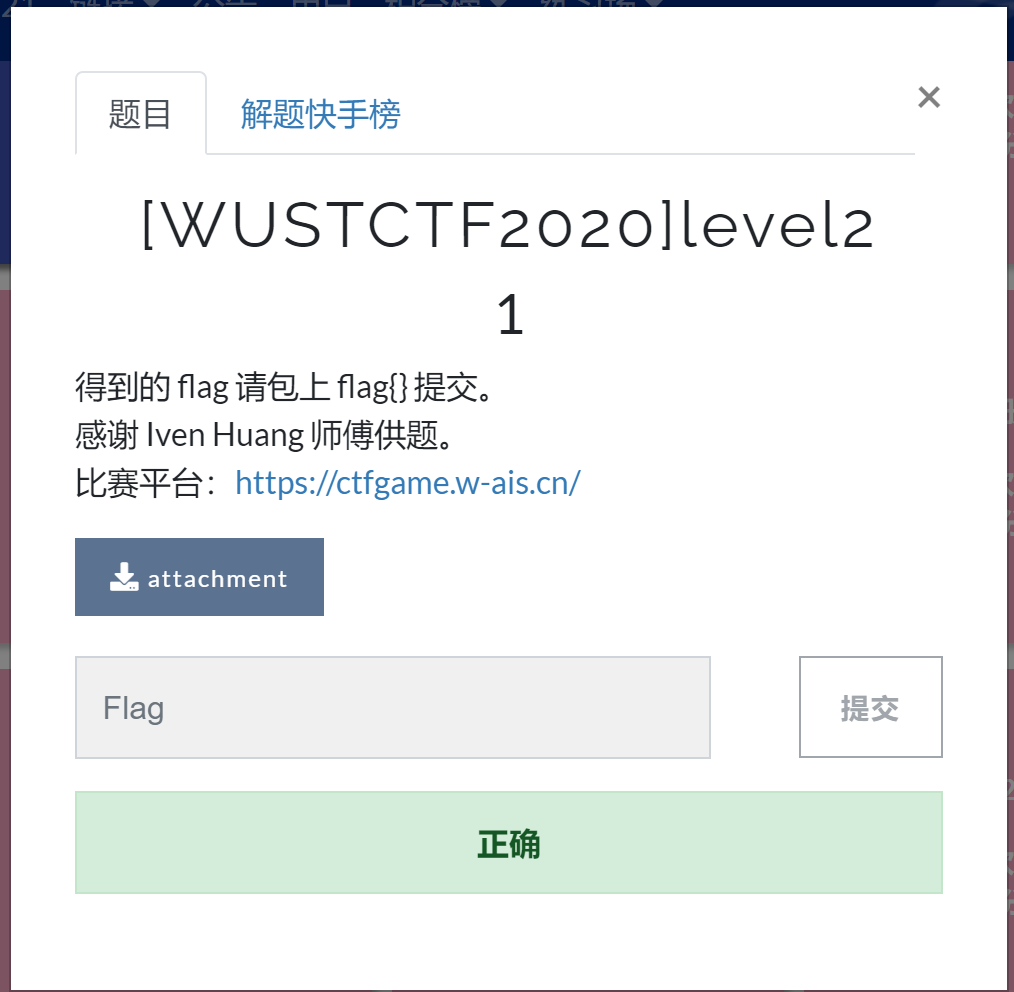 题目
解题快手榜
×
[WUSTCTF2020]level2
1
得到的 flag 请包上 flag{} 提交。
感谢 Iven Huang 师傅供题。
比赛平台：https://ctfgame.w-ais.cn/
attachment
Flag
提交
正确